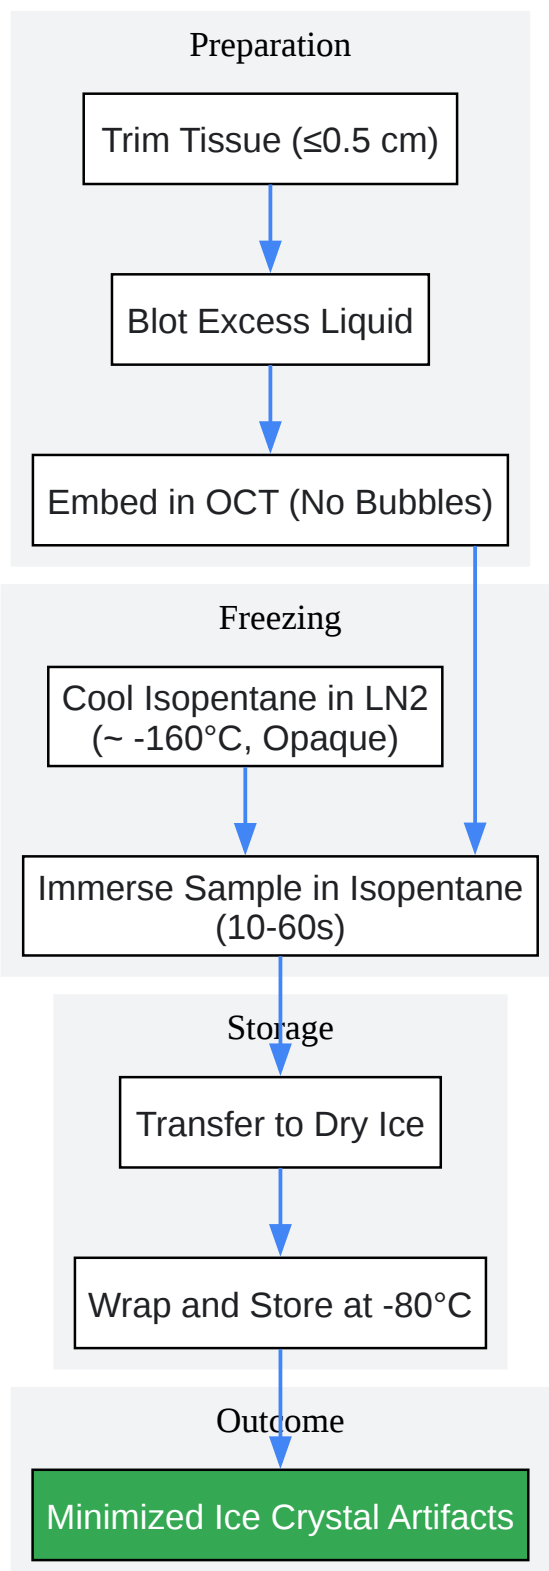 Preparation
Trim Tissue (≤0.5 cm)
Blot Excess Liquid
Embed in OCT (No Bubbles)
Freezing
Cool Isopentane in LN2
(~ -160°C, Opaque)
Immerse Sample in Isopentane
(10-60s)
Storage
Transfer to Dry Ice
Wrap and Store at -80°C
Outcome
Minimized Ice Crystal Artifacts